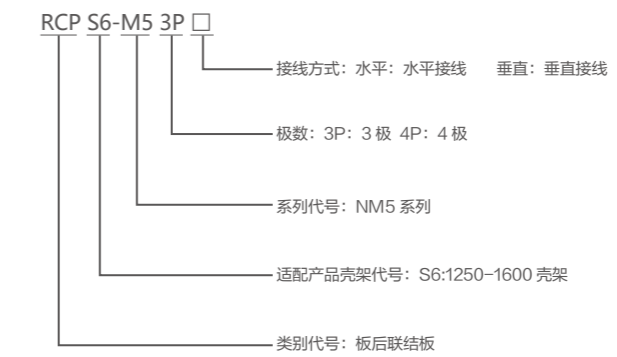 RCP S6-M5 3P □
接线方式：水平：水平接线 垂直：垂直接线
极数：3P：3 极 4P：4 极
系列代号：NM5 系列
适配产品壳架代号：S6:1250-1600 壳架
类别代号：板后联结板